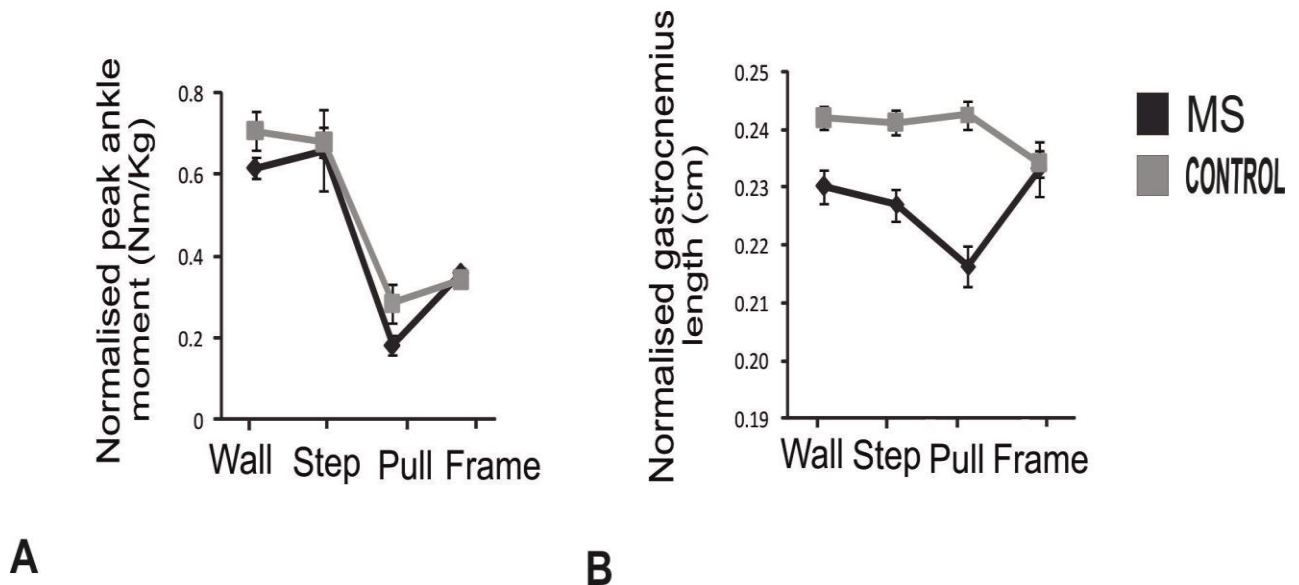 Normalised peak ankle
moment (Nm/Kg)
0.8
0.6
0.4
0.2
0
Wall Step Pull Frame
A
Normalised gastrocnemius
length (cm)
0.25
0.24
0.23
0.22
0.21
0.20
0.19
Wall Step Pull Frame
B
MS
CONTROL